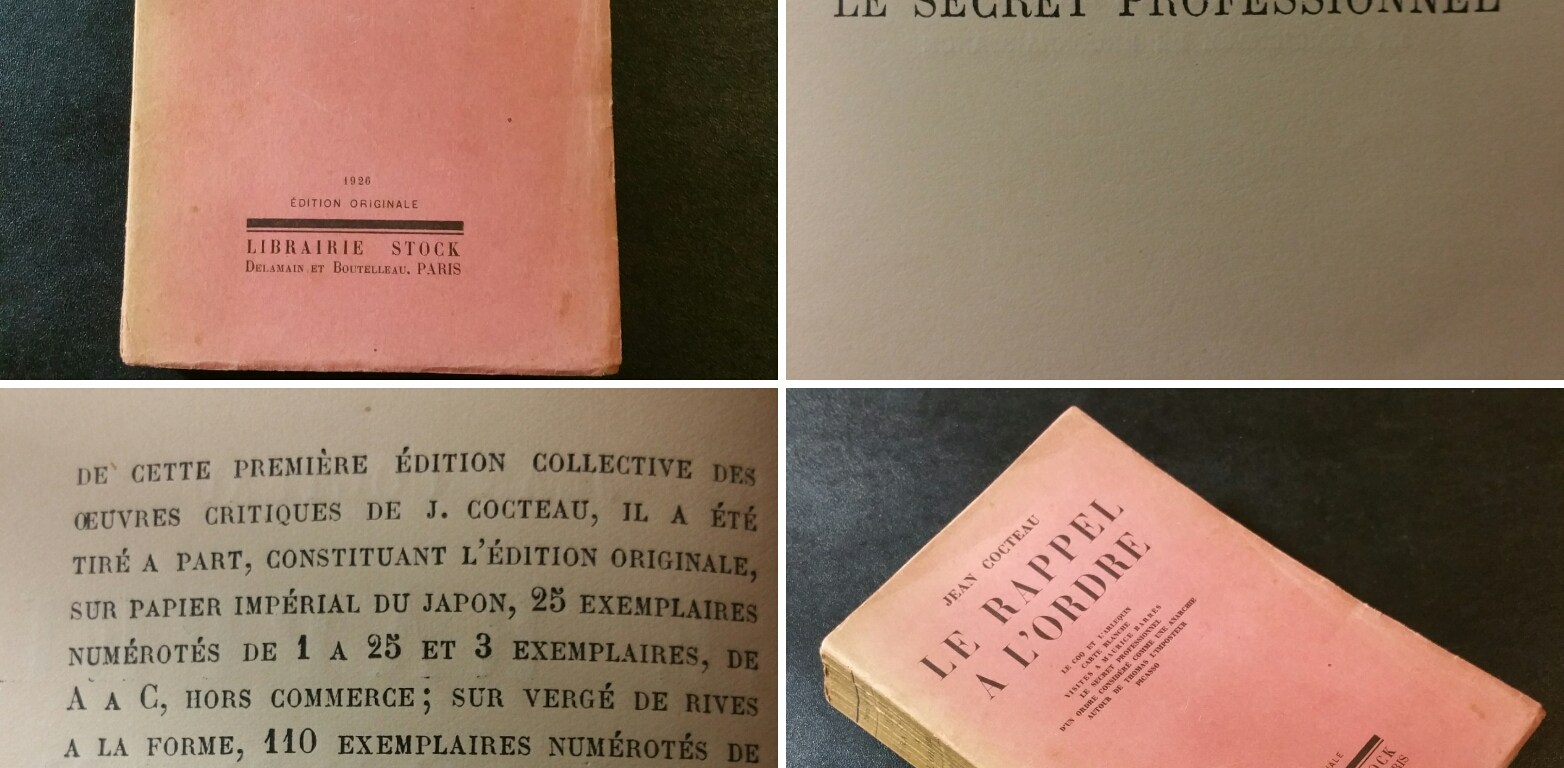 1926
ÉDITION ORIGINALE
LIBRAIRIE STOCK
DELAMAIN ET BOUTELLEAU. PARIS
LE SECRET PROFESSIONNEL
DE CETTE PREMIÈRE ÉDITION COLLECTIVE DES
ŒUVRES CRITIQUES DE J. COCTEAU, IL A ÉTÉ
TIRÉ A PART, CONSTITUANT L'ÉDITION ORIGINALE,
SUR PAPIER IMPÉRIAL DU JAPON, 25 EXEMPLAIRES
NUMÉROTÉS DE 1 A 25 ET 3 EXEMPLAIRES, DE
A A C, HORS COMMERCE; SUR VERGÉ DE RIVES
A LA FORME, 110 EXEMPLAIRES NUMÉROTÉS DE
JEAN COCTEAU
LE RAPPEL
A L'ORDRE
LE COQ ET L'ARLEQUIN
CARTE BLANCHE
VISITES A MAURICE BARRÈS
LE SECRET PROFESSIONNEL
D'UN ORDRE CONSIDÉRÉ COMME UNE ANARCHIE
AUTOUR DE THOMAS L'IMPOSTEUR
PICASSO